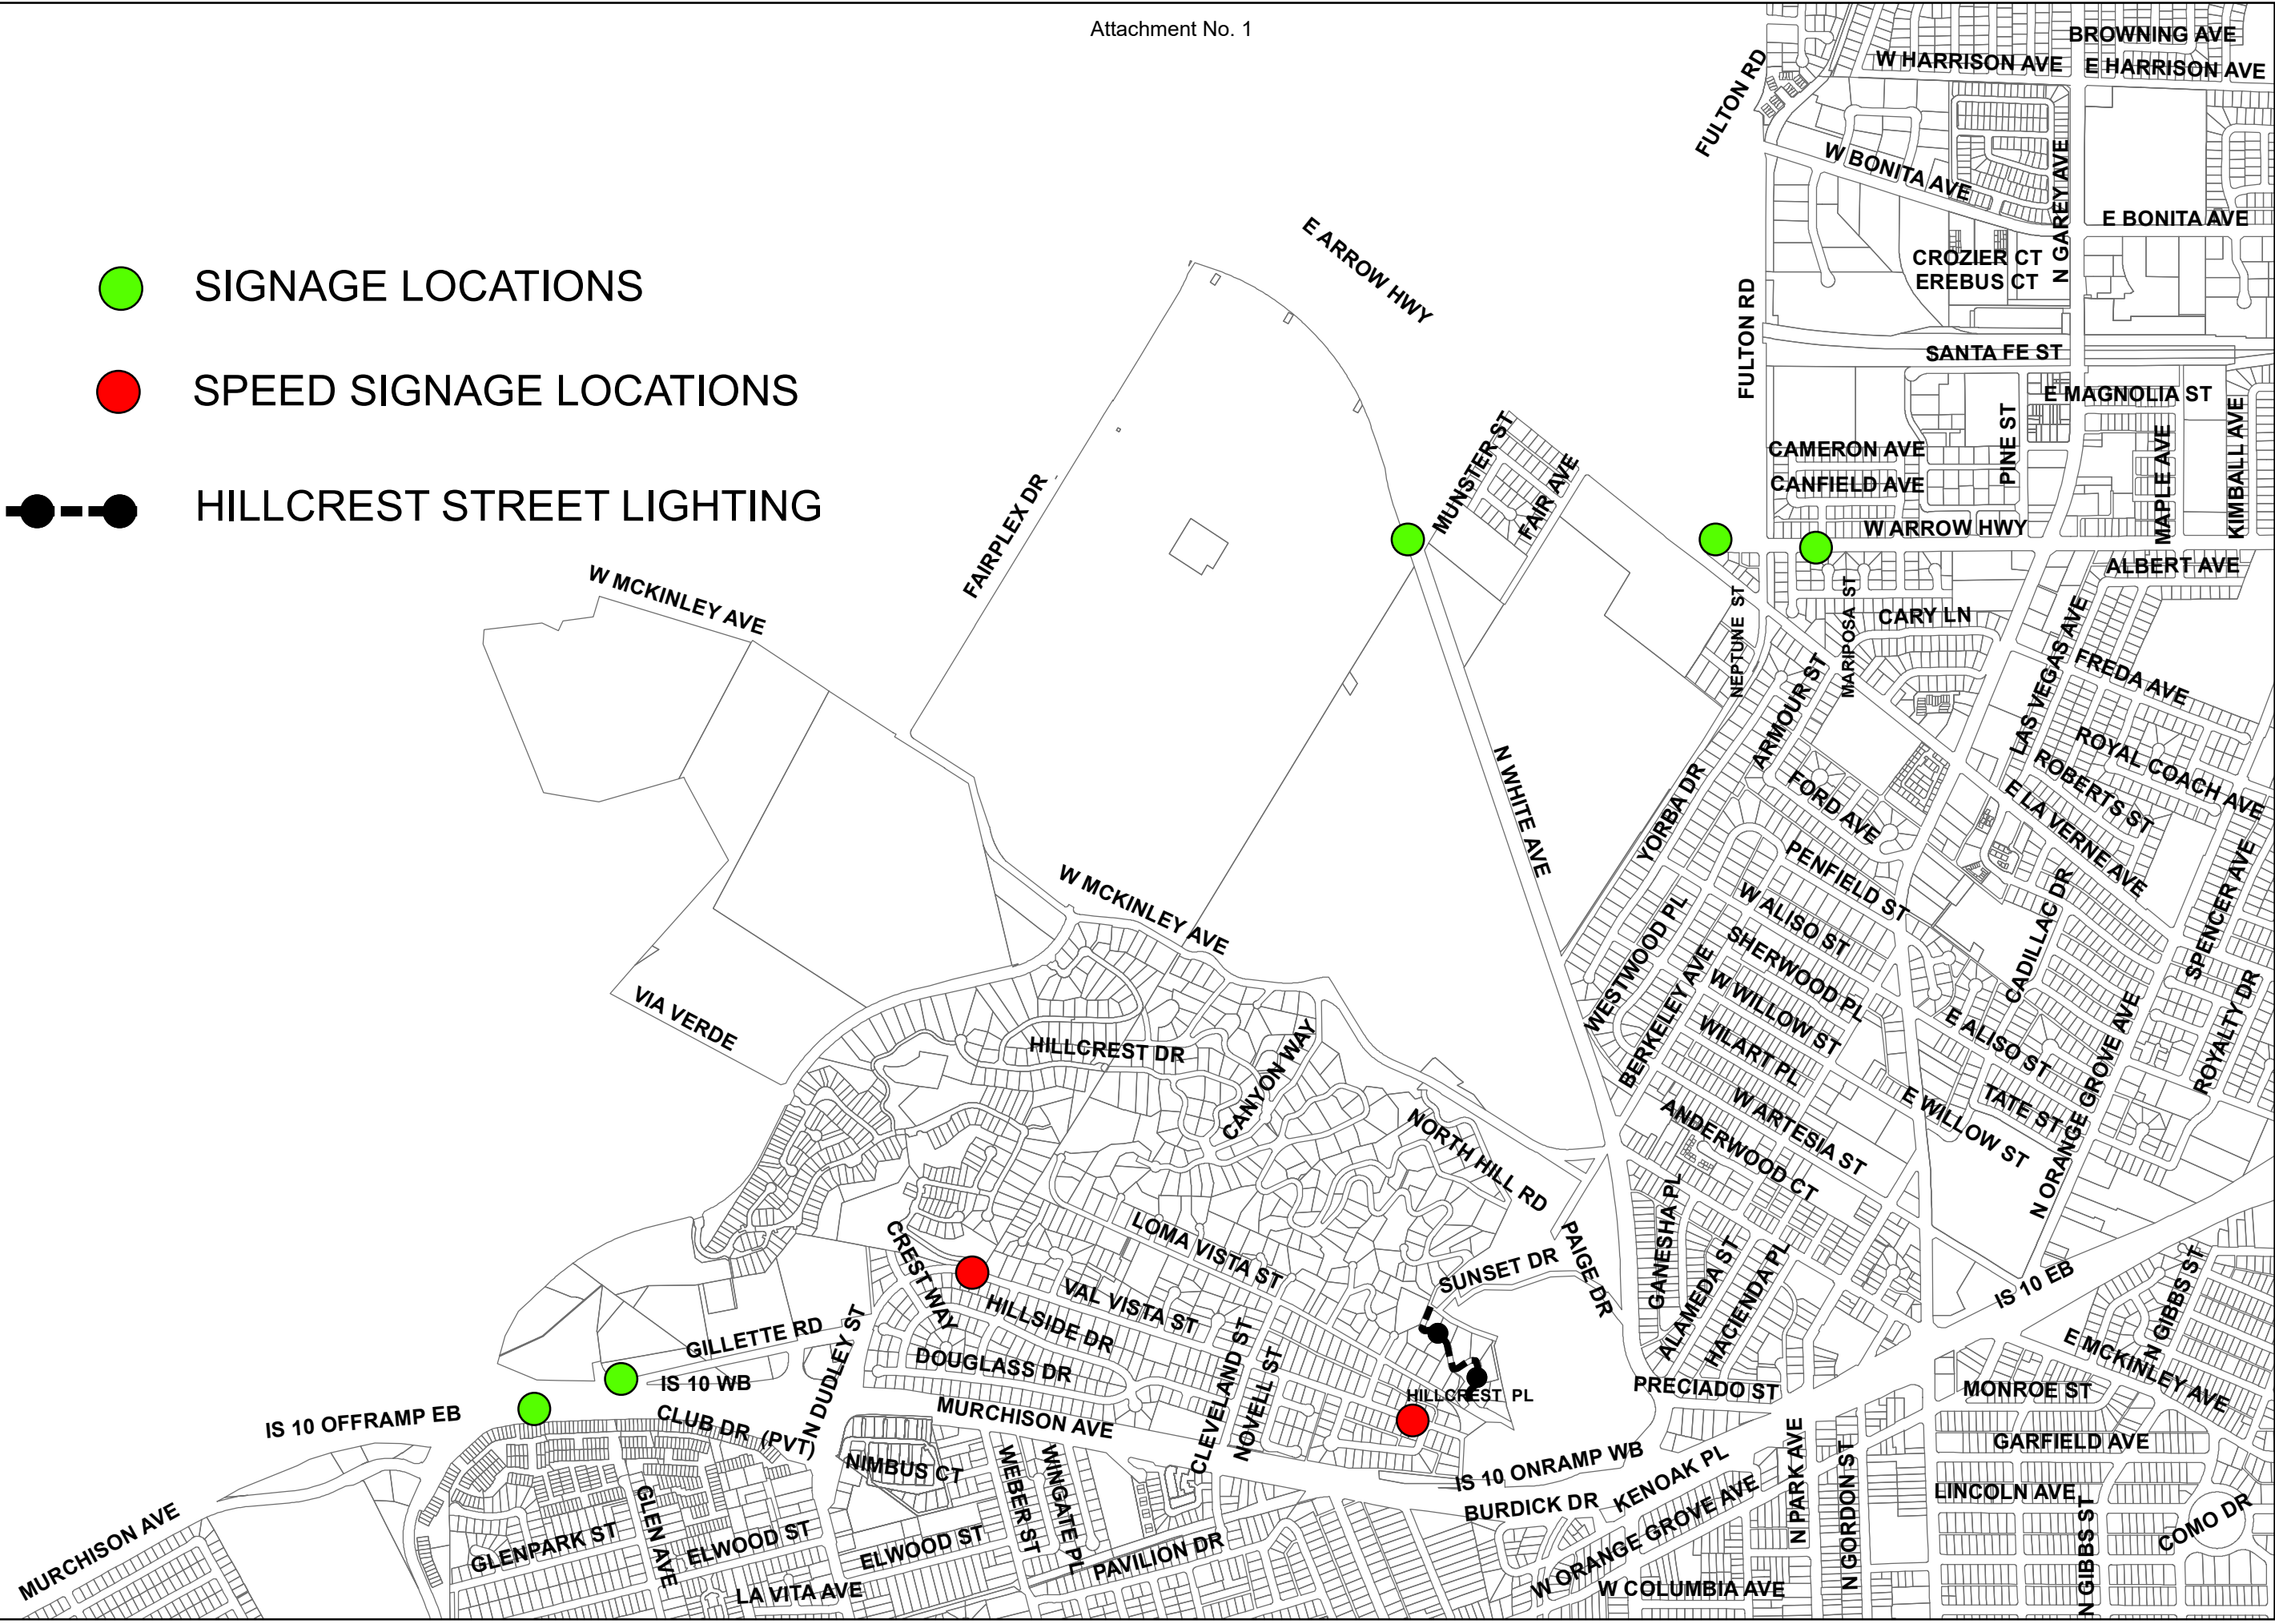 Attachment No. 1
BROWNING AVE
W HARRISON AVE
E HARRISON AVE
FULTON RD
W BONITA AVE
N GAREY AVE
E BONITA AVE
E ARROW HWY
CROZIER CT
EREBUS CT
SIGNAGE LOCATIONS
FULTON RD
SANTA FE ST
SPEED SIGNAGE LOCATIONS
E MAGNOLIA ST
MUNSTER ST
FAIR AVE
CAMERON AVE
PINE ST
MAPLE AVE
KIMBALL AVE
CANFIELD AVE
HILLCREST STREET LIGHTING
FAIRPLEX DR
W ARROW HWY
ALBERT AVE
W MCKINLEY AVE
NEPTUNE ST
MARIPOSA ST
CARY LN
LAS VEGAS AVE
FREDA AVE
ARMOUR ST
ROYAL COACH AVE
ROBERTS ST
N WHITE AVE
YORBA DR
FORD AVE
E LA VERNE AVE
PENFIELD ST
W MCKINLEY AVE
WESTWOOD PL
W ALISO ST
CADILLAC DR
SPENCER AVE
SHERWOOD PL
BERKELEY AVE
W WILLOW ST
VIA VERDE
HILLCREST DR
CANYON WAY
WILART PL
E ALISO ST
N ORANGE GROVE AVE
ROYALTY DR
NORTH HILL RD
W ARTESIA ST
ANDERWOOD CT
E WILLOW ST
TATE ST
CREST WAY
LOMA VISTA ST
SUNSET DR
PAIGE DR
GANESHA PL
ALAMEDA ST
HACIENDA PL
IS 10 EB
N GIBBS ST
VAL VISTA ST
HILLSIDE DR
GILLETTE RD
N DUDLEY ST
DOUGLASS DR
CLEVELAND ST
NOVELL ST
E MCKINLEY AVE
IS 10 WB
HILLCREST PL
PRECIADO ST
MONROE ST
IS 10 OFFRAMP EB
CLUB DR (PVT)
MURCHISON AVE
GARFIELD AVE
NIMBUS CT
WEBER ST
WINGATE PL
IS 10 ONRAMP WB
KENOAK PL
N PARK AVE
N GORDON ST
LINCOLN AVE
BURDICK DR
MURCHISON AVE
GLENPARK ST
GLEN AVE
ELWOOD ST
ELWOOD ST
PAVILION DR
W ORANGE GROVE AVE
N GIBBS ST
COMO DR
LA VITA AVE
W COLUMBIA AVE